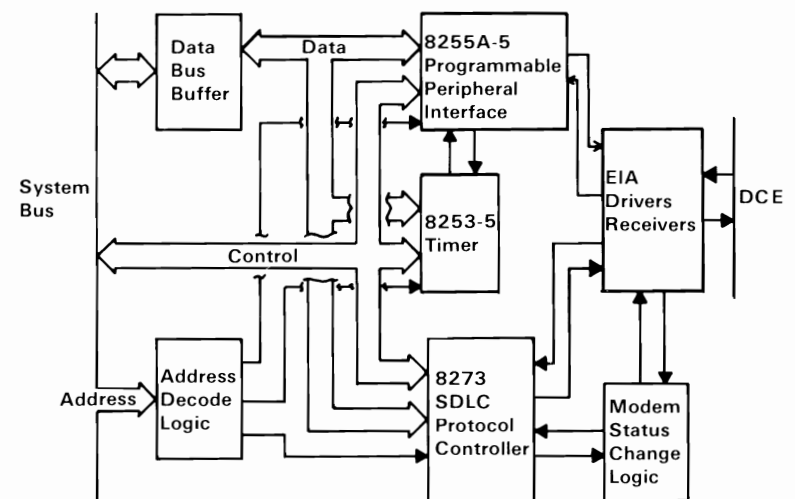 Data
Bus
Buffer
Data
8255A-5
Programmable
Peripheral
Interface
System
Bus
EIA
Drivers
Receivers
DCE
8253-5
Timer
Control
Address
Address
Decode
Logic
8273
SDLC
Protocol
Controller
Modem
Status
Change
Logic